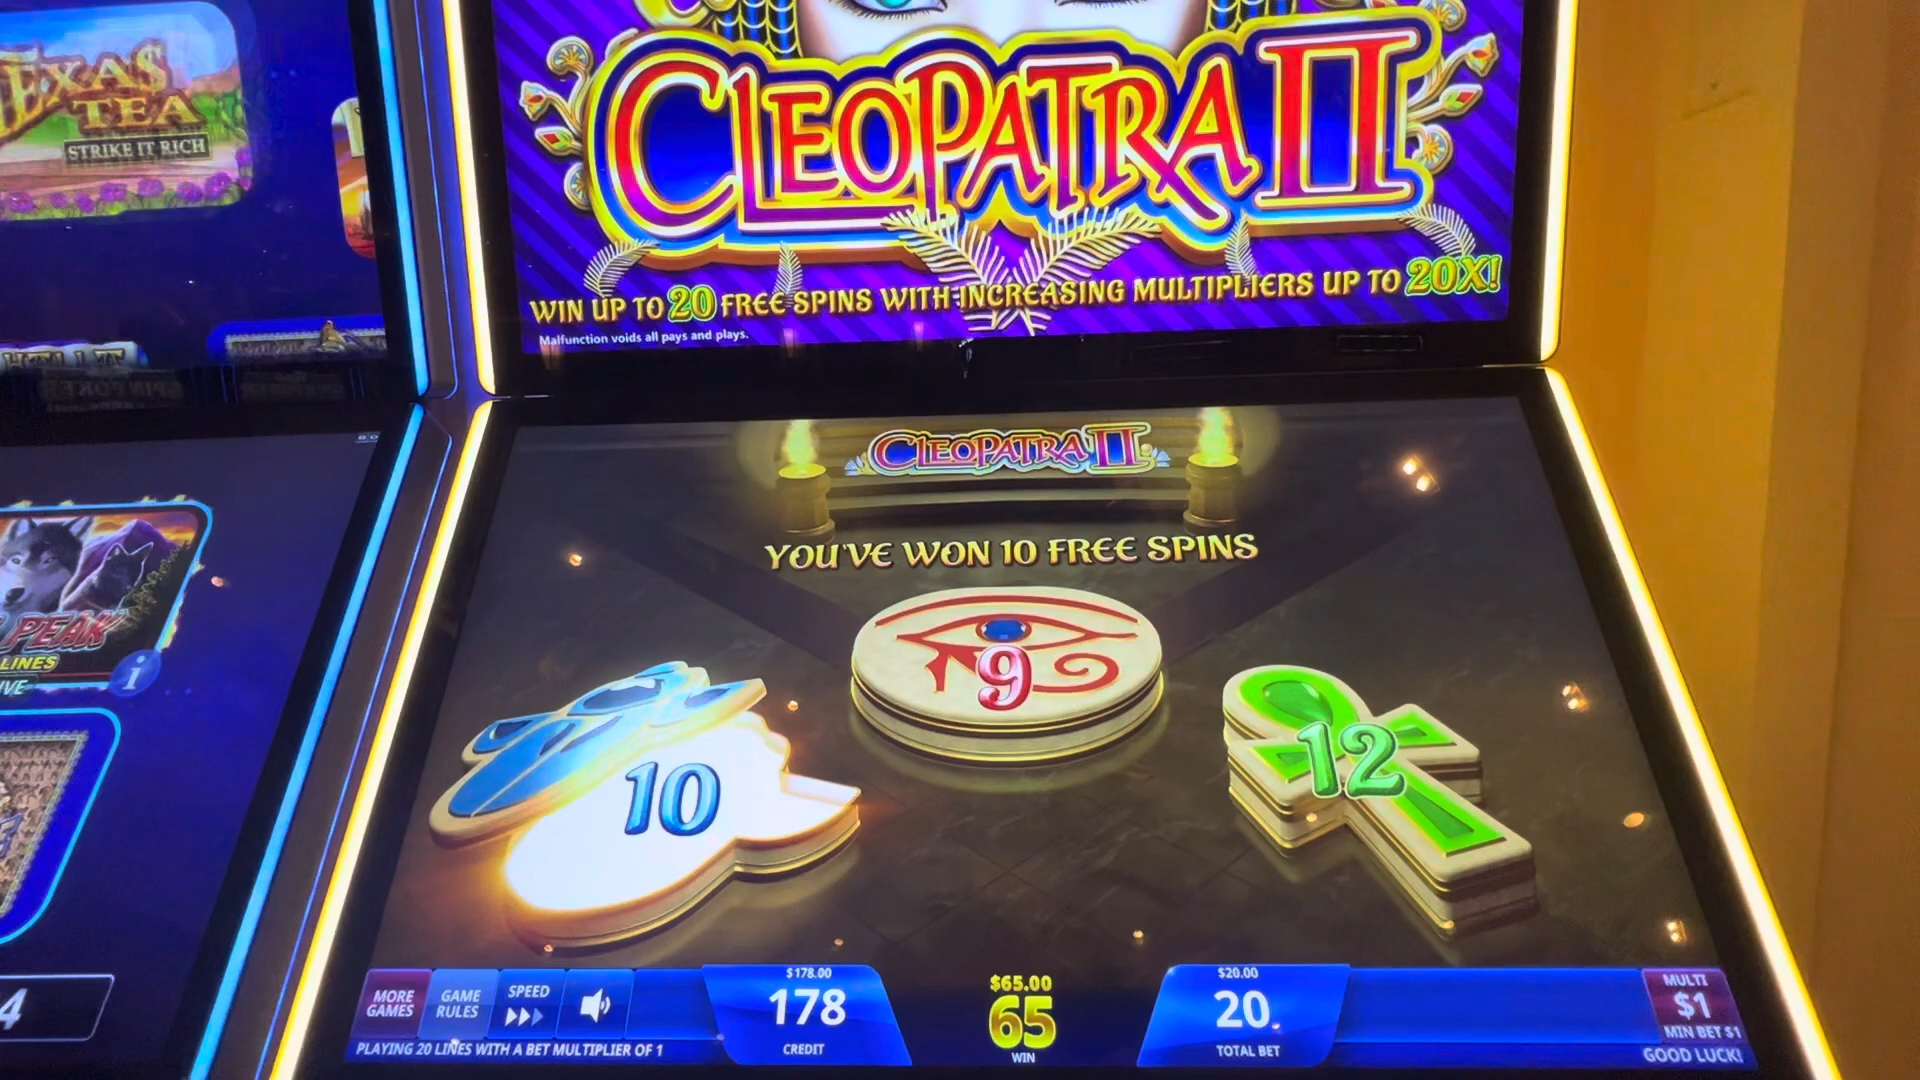 TEXAS
TEA
STRIKE IT RICH
CLEOPATRA II
WIN UP TO 20 FREE SPINS WITH INCREASING MULTIPLIERS UP TO 20X!
Malfunction voids all pays and plays.
CLEOPATRA II
YOU'VE WON 10 FREE SPINS
9
10
12
PEAK
LINES
i
4
MORE
GAMES
GAME
RULES
SPEED
$178.00
178
CREDIT
$65.00
65
WIN
$20.00
20
TOTAL BET
MULTI
$1
MIN BET $1
PLAYING 20 LINES WITH A BET MULTIPLIER OF 1
GOOD LUCK!